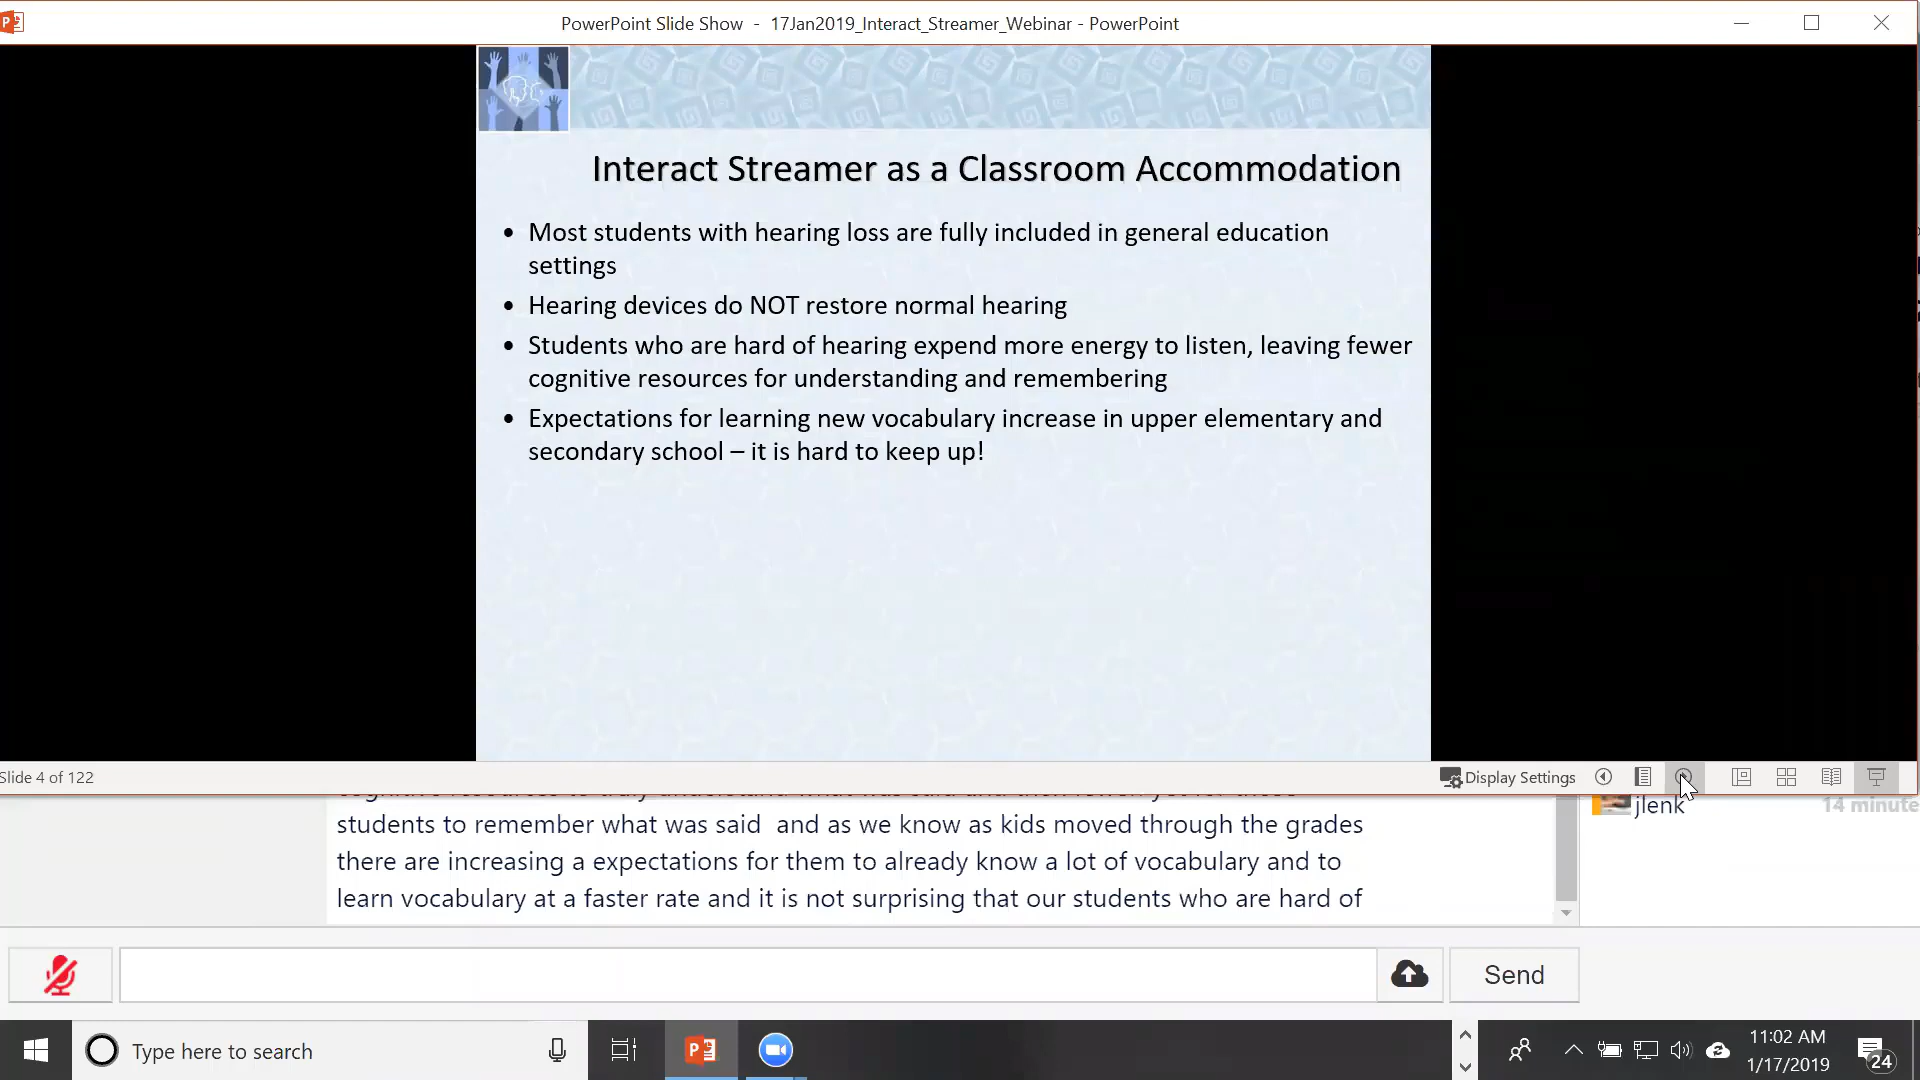 PowerPoint Slide Show - 17Jan2019_Interact_Streamer_Webinar - PowerPoint
Interact Streamer as a Classroom Accommodation
• Most students with hearing loss are fully included in general education
settings
• Hearing devices do NOT restore normal hearing
• Students who are hard of hearing expend more energy to listen, leaving fewer
cognitive resources for understanding and remembering
• Expectations for learning new vocabulary increase in upper elementary and
secondary school – it is hard to keep up!
Slide 4 of 122
Display Settings
jlenk
14 minute
students to remember what was said and as we know as kids moved through the grades
there are increasing a expectations for them to already know a lot of vocabulary and to
learn vocabulary at a faster rate and it is not surprising that our students who are hard of
Send
Type here to search
11:02 AM
1/17/2019
24